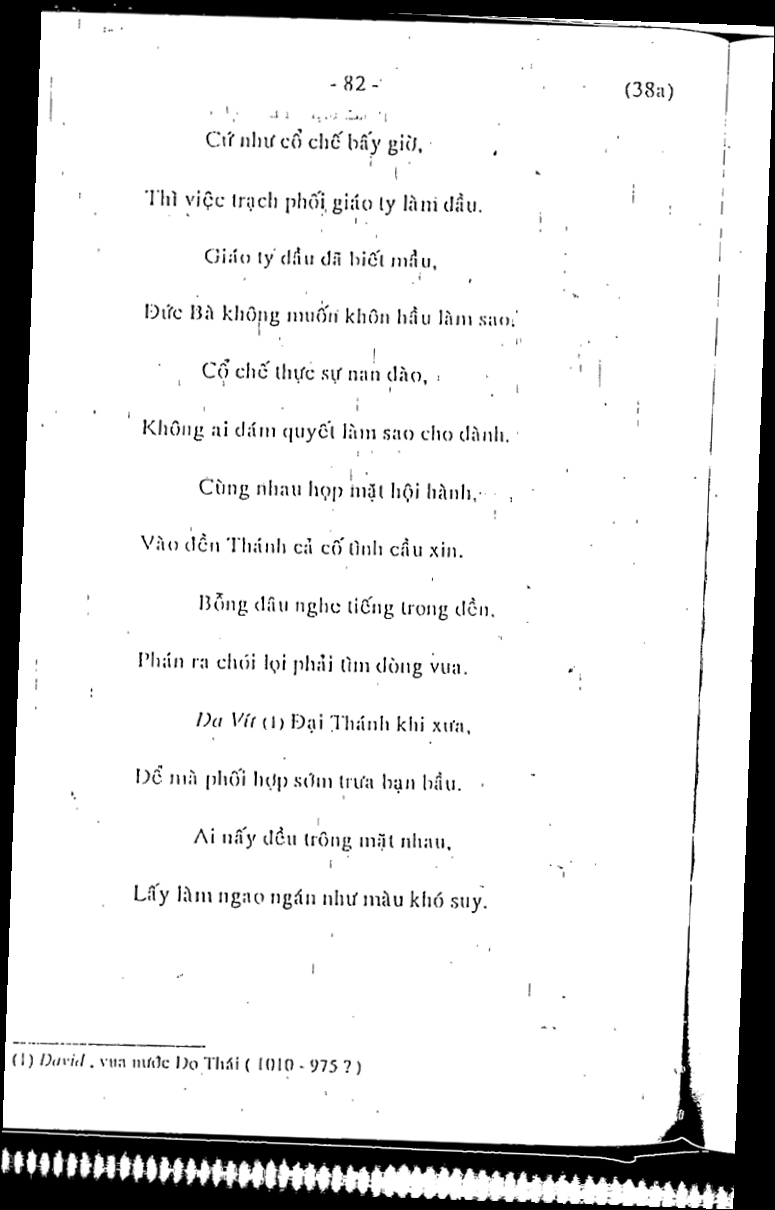 - 82 -
(38a)
Cứ như cổ chế bấy giờ,
Thì việc trạch phối giáo ty làm đầu.
Giáo ty đầu đã biết mầu,
Đức Bà không muốn khôn hầu làm sao.
Cổ chế thực sự nan đào,
Không ai dám quyết làm sao cho đành.
Cùng nhau họp mặt hội hành,
Vào đền Thánh cả cố tình cầu xin.
Bỗng đâu nghe tiếng trong đền,
Phán ra chói lọi phải tìm dòng vua.
Da Vít (1) Đại Thánh khi xưa,
Để mà phối hợp sớm trưa bạn bầu.
Ai nấy đều trông mặt nhau,
Lấy làm ngao ngán như màu khó suy.
(1) David , vua nước Do Thái ( 1010 - 975 ? )